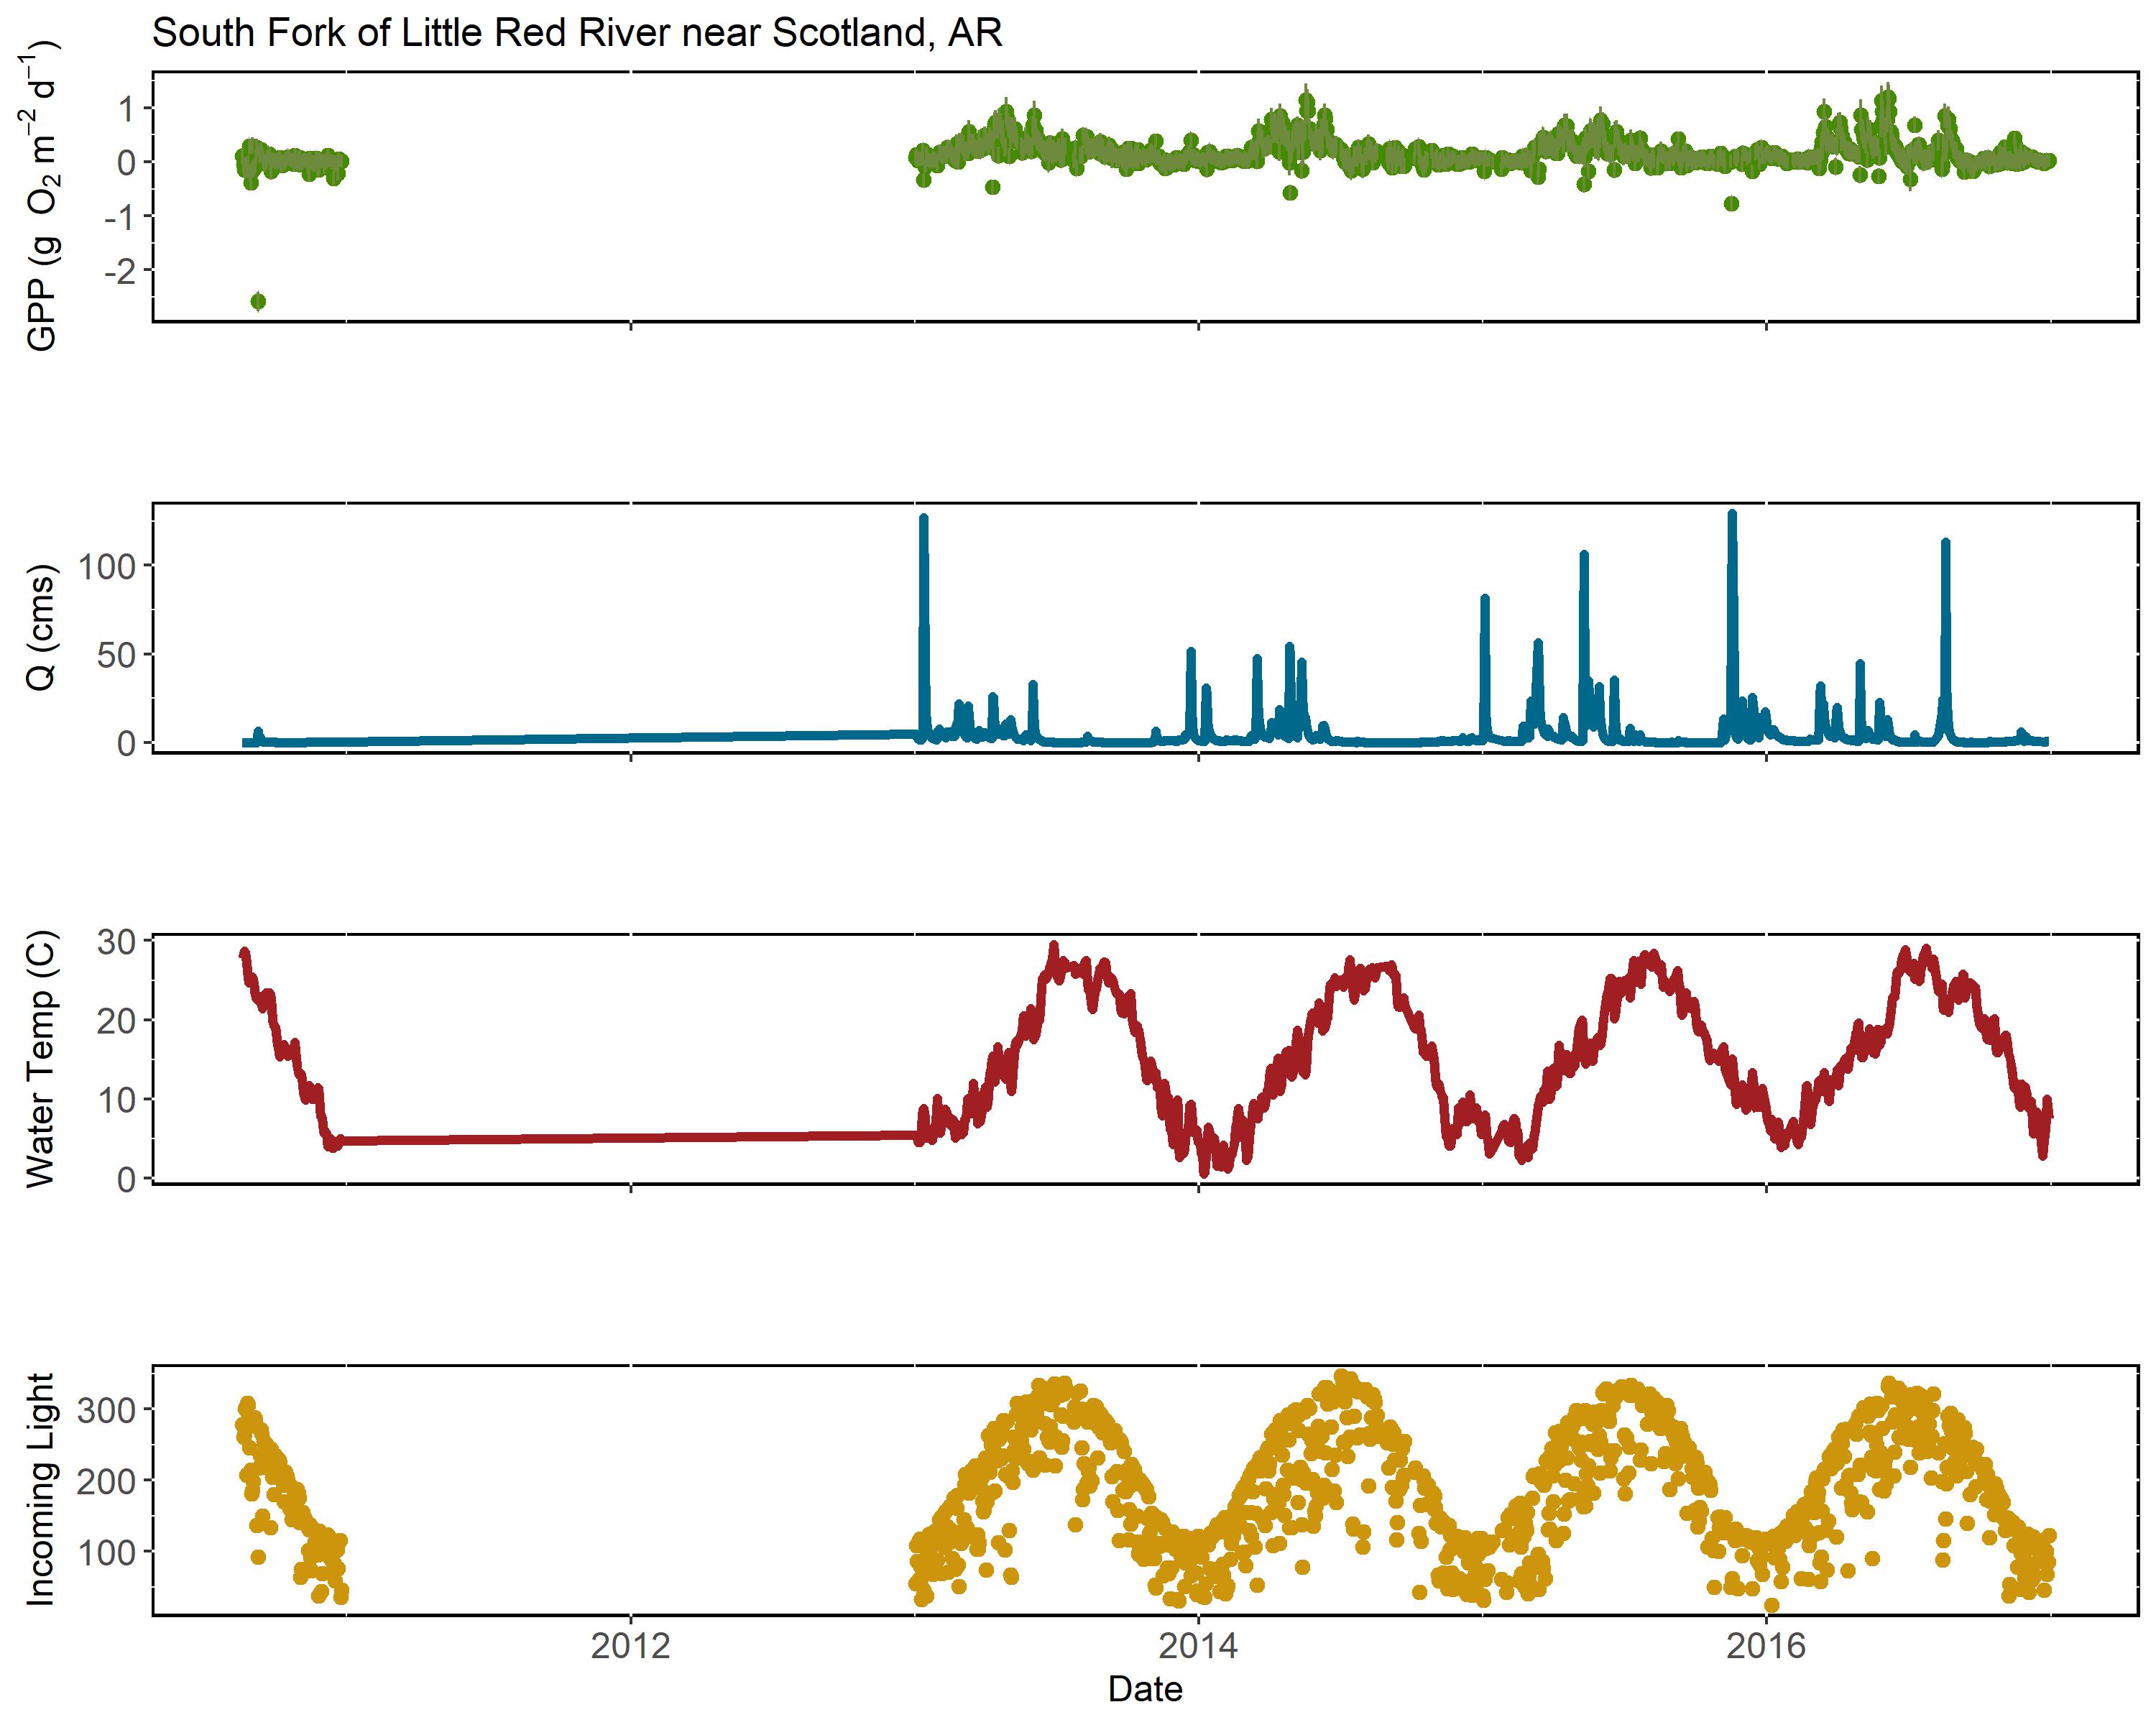 South Fork of Little Red River near Scotland, AR
GPP (g O₂ m⁻² d⁻¹)
1
0
-1
-2
Q (cms)
100
50
0
Water Temp (C)
30
20
10
0
Incoming Light
300
200
100
2012 2014 2016
Date